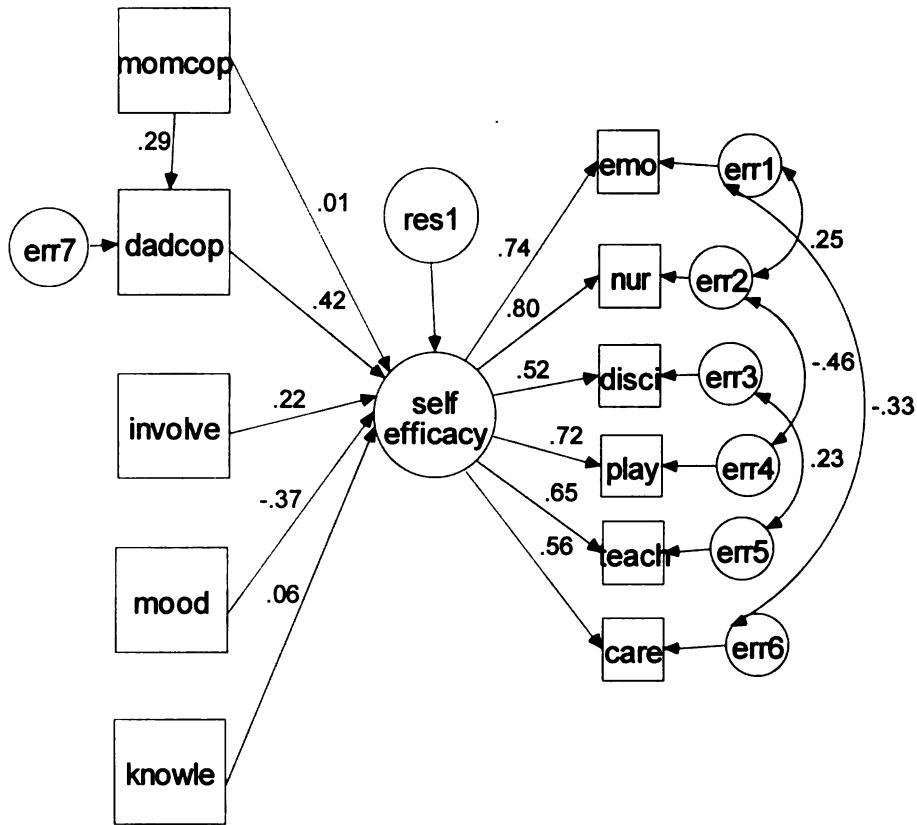 momcop
.29
dadcop
err7
.01
.42
involve
.22
mood
-.37
knowle
.06
res1
self
efficacy
.74
emo
err1
.80
nur
err2
.52
disci
err3
.72
play
err4
.65
teach
err5
.56
care
err6
.25
-.46
-.33
.23